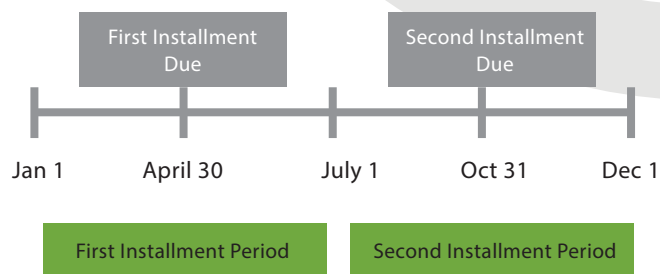 First Installment
Due
Second Installment
Due
Jan 1
April 30
July 1
Oct 31
Dec 1
First Installment Period
Second Installment Period